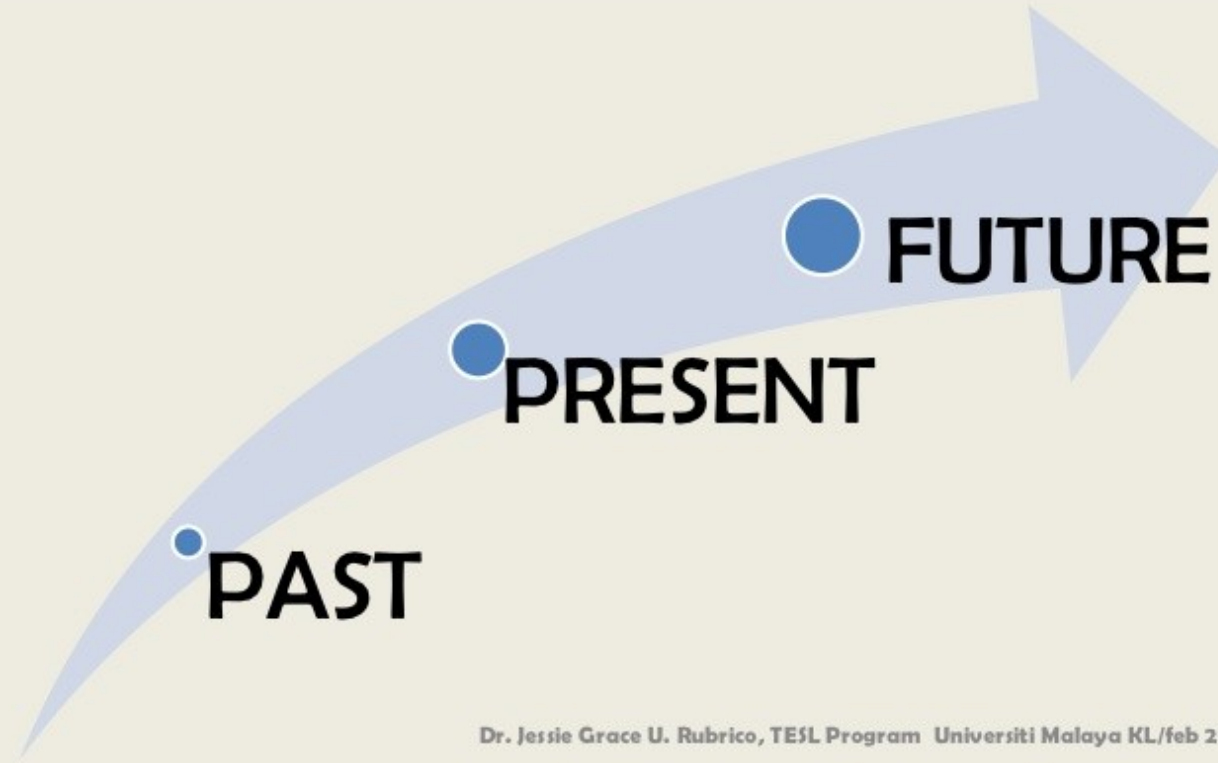 FUTURE
PRESENT
PAST
Dr. Jessie Grace U. Rubrico, TESL Program Universiti Malaya KL/feb 2